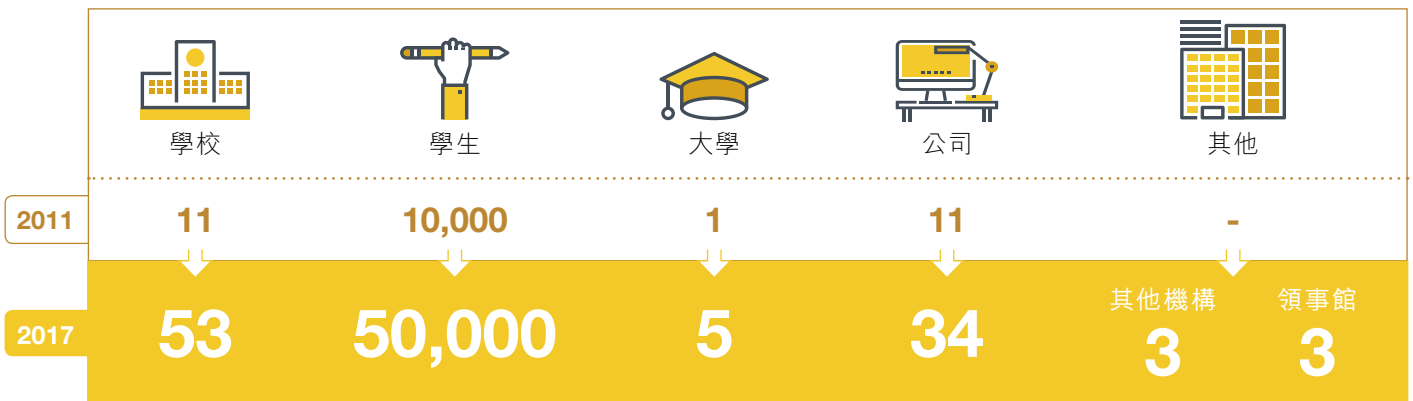 學校 學生 大學 公司 其他
2011 11 10,000 1 11 -
其他機構 領事館
2017 53 50,000 5 34 3 3